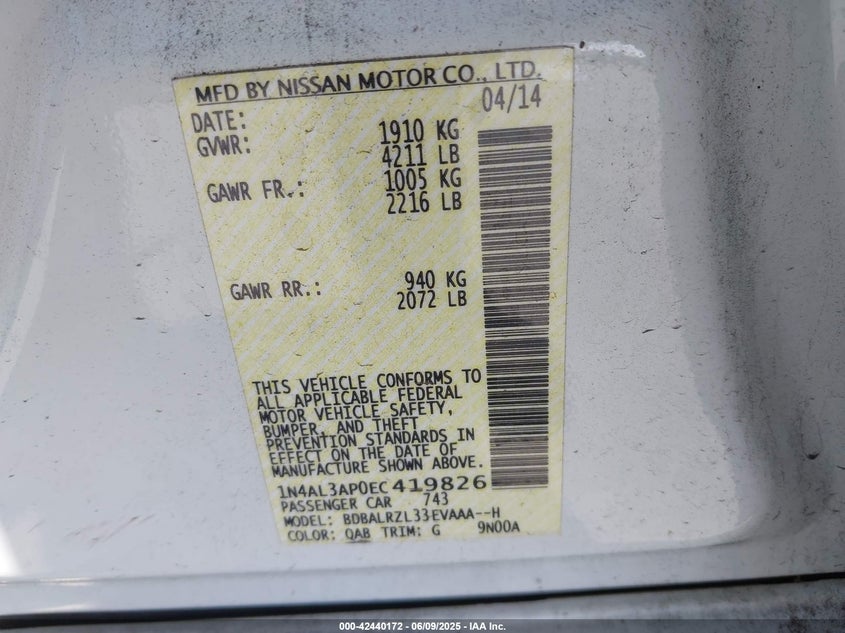 MFD BY NISSAN MOTOR CO., LTD.
DATE: 04/14
GVWR: 1910 KG
4211 LB
GAWR FR.: 1005 KG
2216 LB
GAWR RR.: 940 KG
2072 LB
THIS VEHICLE CONFORMS TO
ALL APPLICABLE FEDERAL
MOTOR VEHICLE SAFETY,
BUMPER, AND THEFT
PREVENTION STANDARDS IN
EFFECT ON THE DATE OF
MANUFACTURE SHOWN ABOVE.
1N4AL3AP0EC419826
PASSENGER CAR 743
MODEL: BDBALRZL33EVAAA--H
COLOR: QAB TRIM: G 9N00A
000-42440172 - 06/09/2025 - IAA Inc.